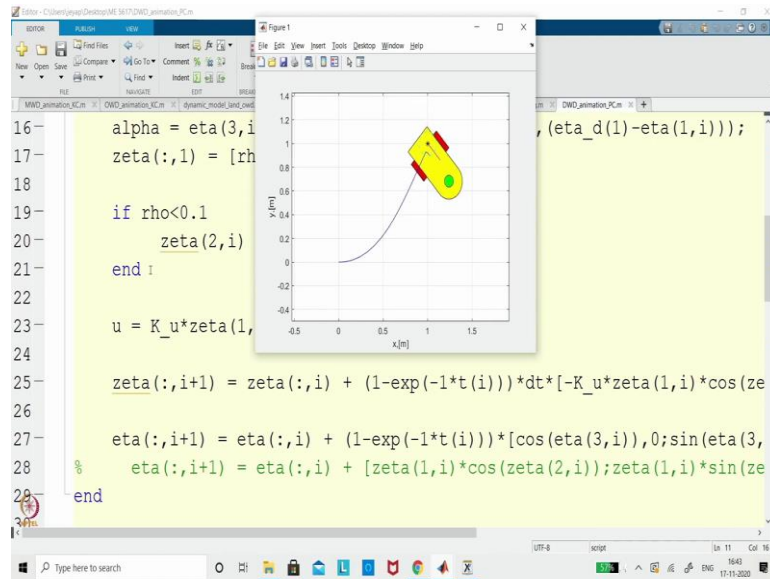 Editor - C:\Users\jeyap\Desktop\ME 5617\DWD_animation_PC.m
EDITOR PUBLISH VIEW
New Open Save Find Files Compare Print
Go To Find
Insert fx
Comment
Indent
FILE NAVIGATE EDIT
MWD_animation_KC.m OWD_animation_KC.m DWD_animation_PC.m
16 alpha = eta(3,i ,(eta_d(1)-eta(1,i)));
17 zeta(:,1) = [rh
18
19 if rho<0.1
20 zeta(2,i)
21 end
22
23 u = K_u*zeta(1,
24
25 zeta(:,i+1) = zeta(:,i) + (1-exp(-1*t(i)))*dt*[-K_u*zeta(1,i)*cos(ze
26
27 eta(:,i+1) = eta(:,i) + (1-exp(-1*t(i)))*[cos(eta(3,i)),0;sin(eta(3,
28 % eta(:,i+1) = eta(:,i) + [zeta(1,i)*cos(zeta(2,i));zeta(1,i)*sin(ze
29 end
Figure 1
File Edit View Insert Tools Desktop Window Help
1.4
1.2
1
0.8
0.6
0.4
0.2
0
-0.2
-0.4
y,[m]
-0.5 0 0.5 1 1.5
x,[m]
UTF-8 script Ln 11 Col 16
Type here to search
57% ENG 16:43
17-11-2020